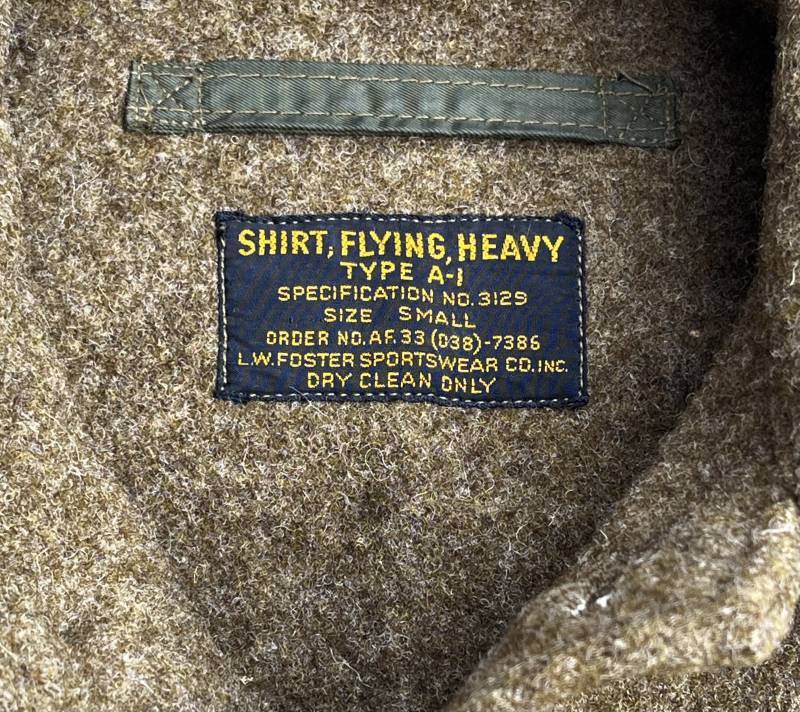 SHIRT, FLYING, HEAVY
TYPE A-1
SPECIFICATION NO. 3129
SIZE SMALL
ORDER NO. AF. 33 (038)-7386
L.W. FOSTER SPORTSWEAR CO. INC.
DRY CLEAN ONLY